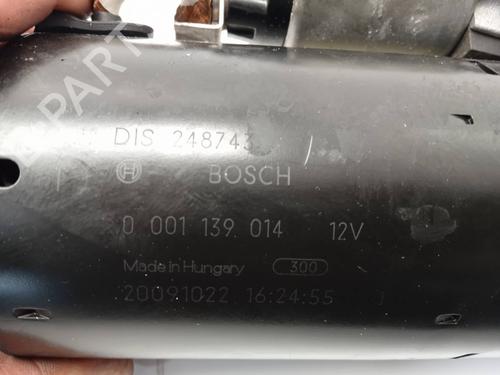 DIS 248743
BOSCH
0 001 139 014 12V
Made in Hungary 300
20091022 16:24:55